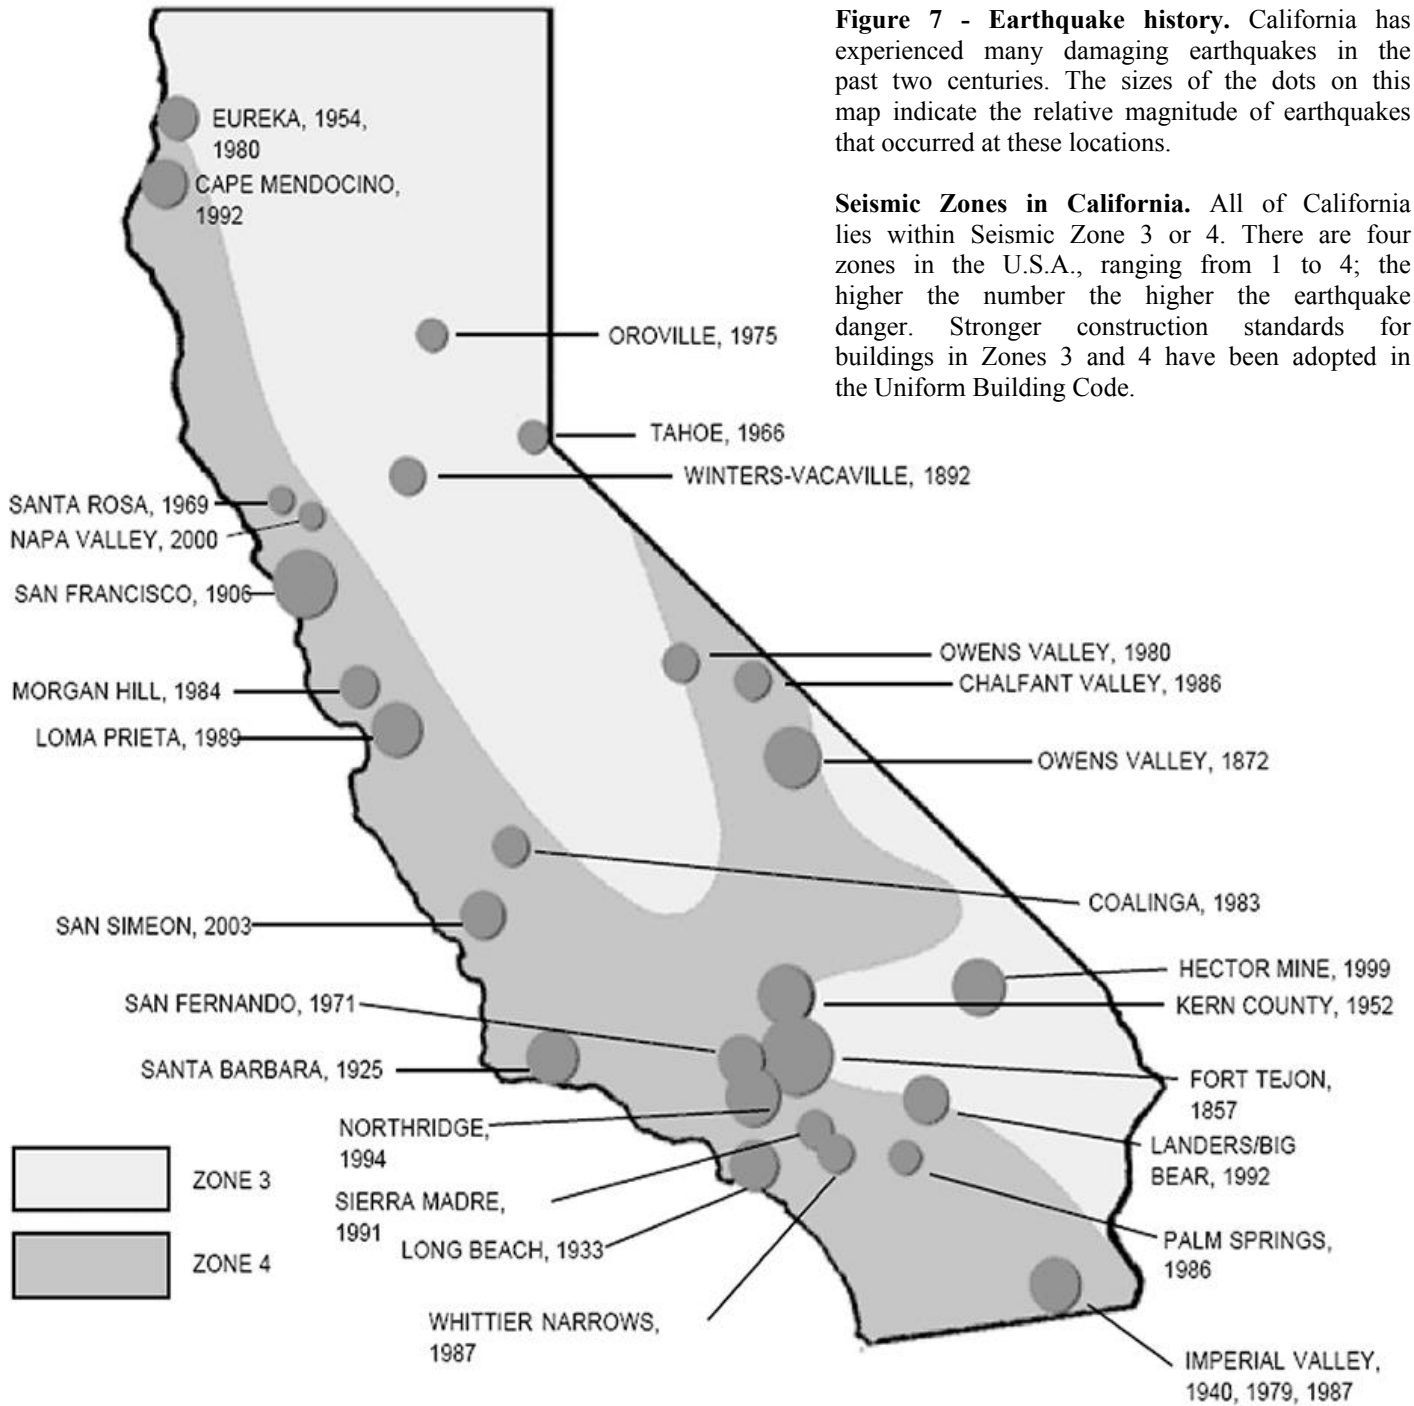 Figure 7 - Earthquake history. California has
experienced many damaging earthquakes in the
past two centuries. The sizes of the dots on this
map indicate the relative magnitude of earthquakes
that occurred at these locations.
Seismic Zones in California. All of California
lies within Seismic Zone 3 or 4. There are four
zones in the U.S.A., ranging from 1 to 4; the
higher the number the higher the earthquake
danger. Stronger construction standards for
buildings in Zones 3 and 4 have been adopted in
the Uniform Building Code.
EUREKA, 1954,
1980
CAPE MENDOCINO,
1992
OROVILLE, 1975
TAHOE, 1966
WINTERS-VACAVILLE, 1892
SANTA ROSA, 1969
NAPA VALLEY, 2000
SAN FRANCISCO, 1906
OWENS VALLEY, 1980
CHALFANT VALLEY, 1986
MORGAN HILL, 1984
LOMA PRIETA, 1989
OWENS VALLEY, 1872
COALINGA, 1983
SAN SIMEON, 2003
HECTOR MINE, 1999
KERN COUNTY, 1952
SAN FERNANDO, 1971
SANTA BARBARA, 1925
FORT TEJON,
1857
NORTHRIDGE,
1994
LANDERS/BIG
BEAR, 1992
SIERRA MADRE,
1991
LONG BEACH, 1933
PALM SPRINGS,
1986
WHITTIER NARROWS,
1987
IMPERIAL VALLEY,
1940, 1979, 1987
ZONE 3
ZONE 4